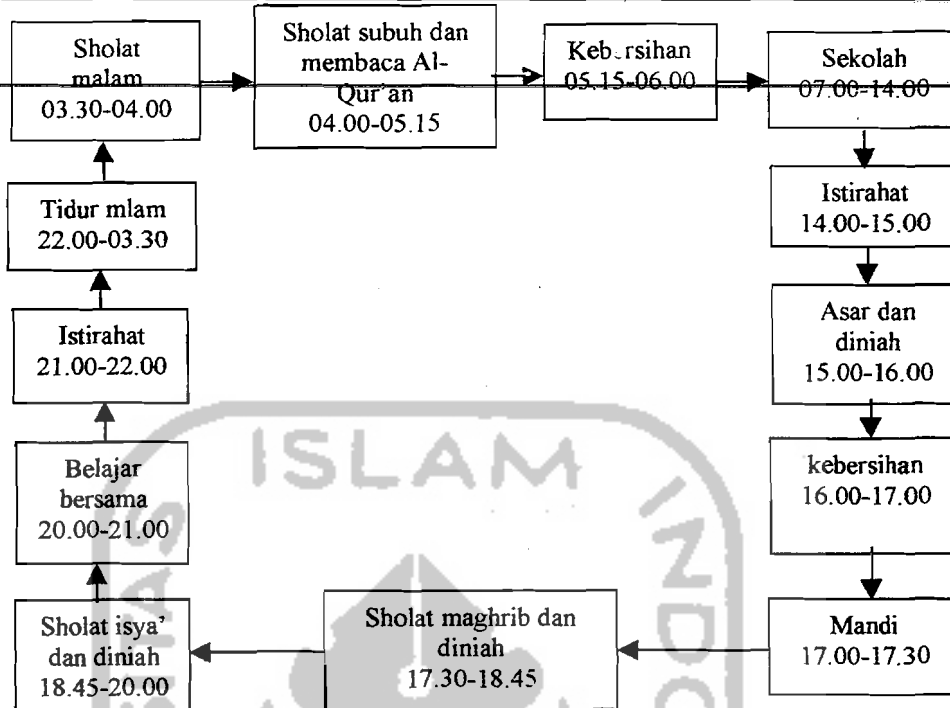 Sholat
malam
03.30-04.00
Sholat subuh dan
membaca Al-
Qur'an
04.00-05.15
Kebersihan
05.15-06.00
Sekolah
07.00-14.00
Istirahat
14.00-15.00
Asar dan
diniah
15.00-16.00
kebersihan
16.00-17.00
Mandi
17.00-17.30
Sholat maghrib dan
diniah
17.30-18.45
Sholat isya'
dan diniah
18.45-20.00
Belajar
bersama
20.00-21.00
Istirahat
21.00-22.00
Tidur mlam
22.00-03.30
ISLAM